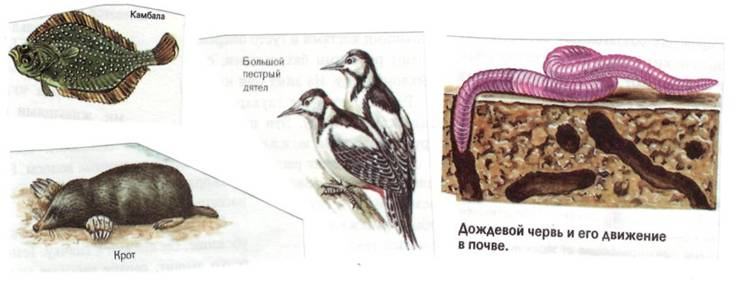 Камбала
Большой
пестрый
дятел
Крот
Дождевой червь и его движение
в почве.